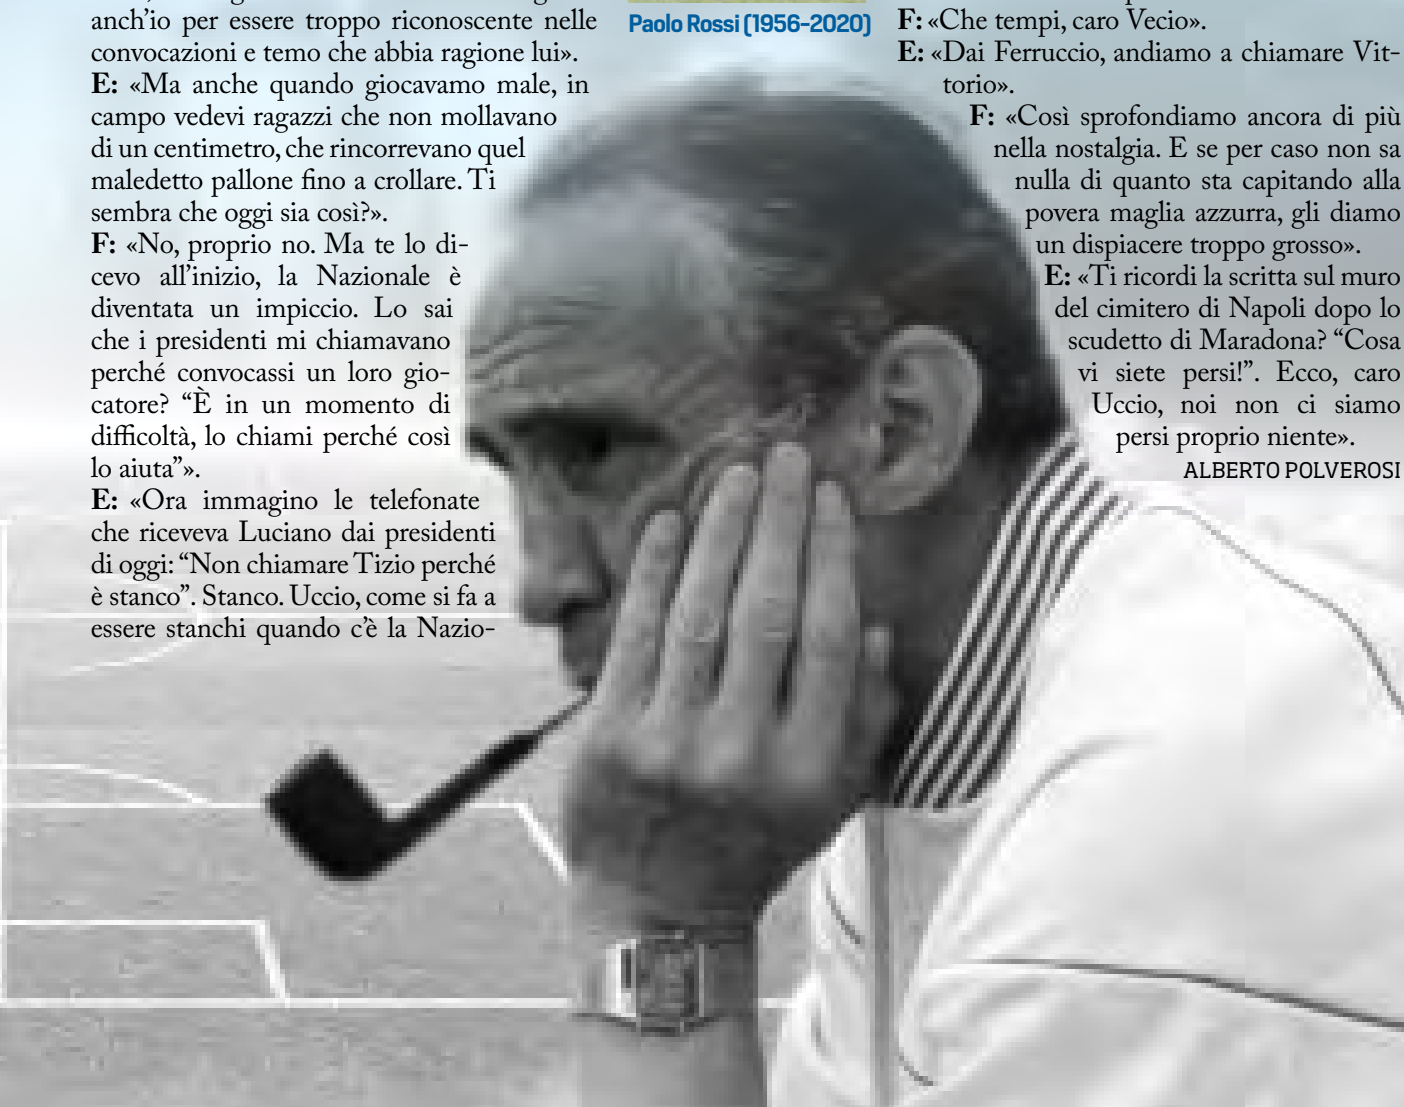 anch'io per essere troppo riconoscente nelle
convocazioni e temo che abbia ragione lui».
E: «Ma anche quando giocavamo male, in
campo vedevi ragazzi che non mollavano
di un centimetro, che rincorrevano quel
maledetto pallone fino a crollare. Ti
sembra che oggi sia così?».
F: «No, proprio no. Ma te lo di-
cevo all'inizio, la Nazionale è
diventata un impiccio. Lo sai
che i presidenti mi chiamavano
perché convocassi un loro gio-
catore? “È in un momento di
difficoltà, lo chiami perché così
lo aiuta”».
E: «Ora immagino le telefonate
che riceveva Luciano dai presidenti
di oggi: “Non chiamare Tizio perché
è stanco”. Stanco. Uccio, come si fa a
essere stanchi quando c'è la Nazio-
Paolo Rossi (1956-2020)
F: «Che tempi, caro Vecio».
E: «Dai Ferruccio, andiamo a chiamare Vit-
torio».
F: «Così sprofondiamo ancora di più
nella nostalgia. E se per caso non sa
nulla di quanto sta capitando alla
povera maglia azzurra, gli diamo
un dispiacere troppo grosso».
E: «Ti ricordi la scritta sul muro
del cimitero di Napoli dopo lo
scudetto di Maradona? “Cosa
vi siete persi!”. Ecco, caro
Uccio, noi non ci siamo
persi proprio niente».
ALBERTO POLVEROSI